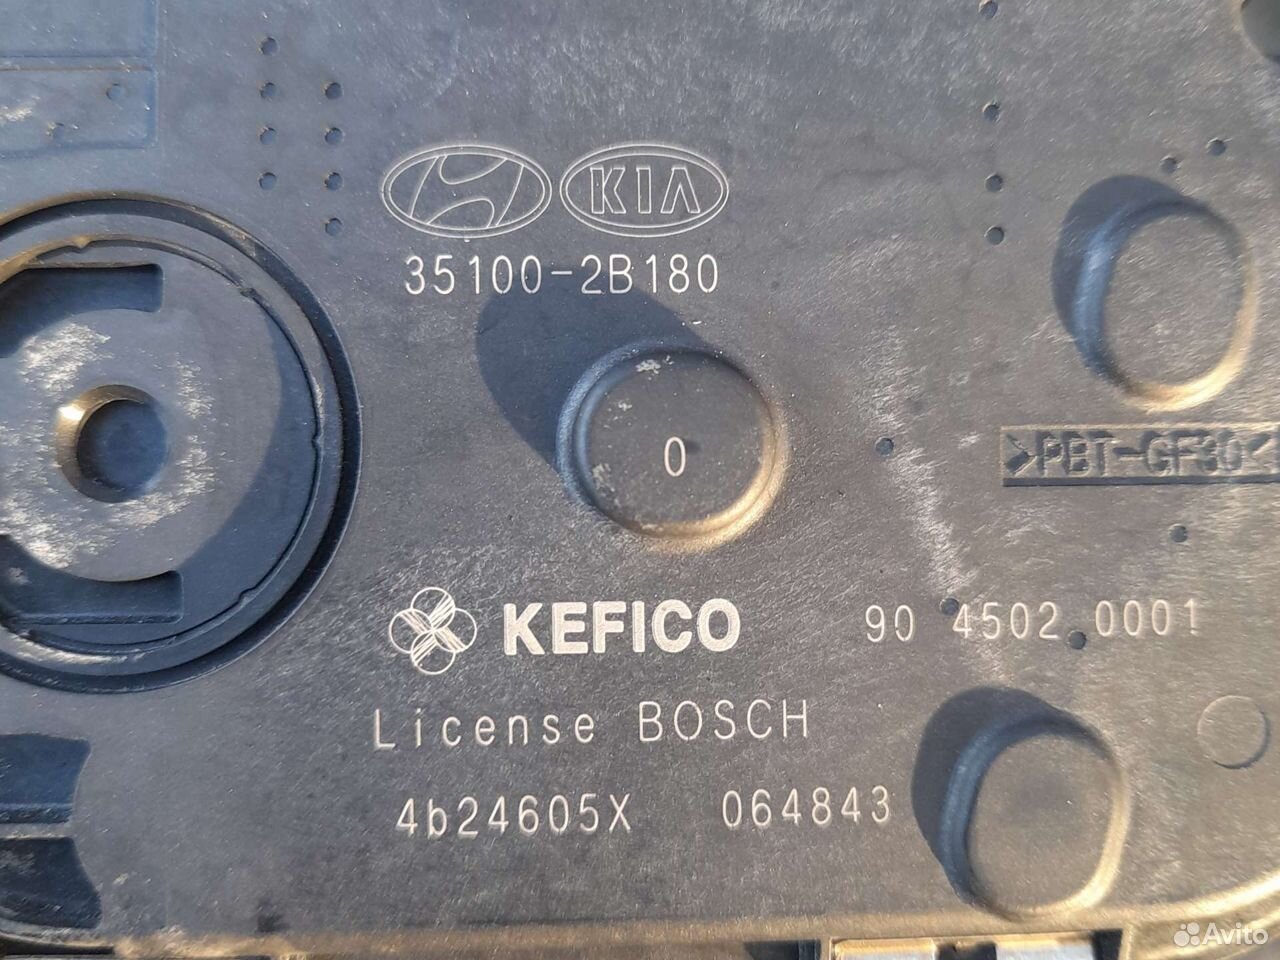 KIA
35100-2B180
0
>PBT-GF30<
KEFICO
90 4502 0001
License BOSCH
4b24605X 064843
Avito